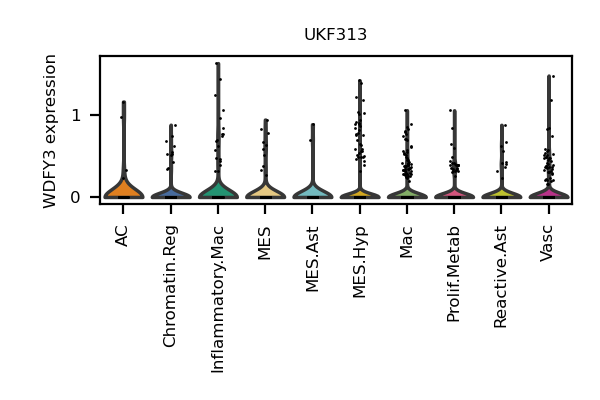 UKF313
WDFY3 expression
1
0
AC
Chromatin.Reg
Inflammatory.Mac
MES
MES.Ast
MES.Hyp
Mac
Prolif.Metab
Reactive.Ast
Vasc